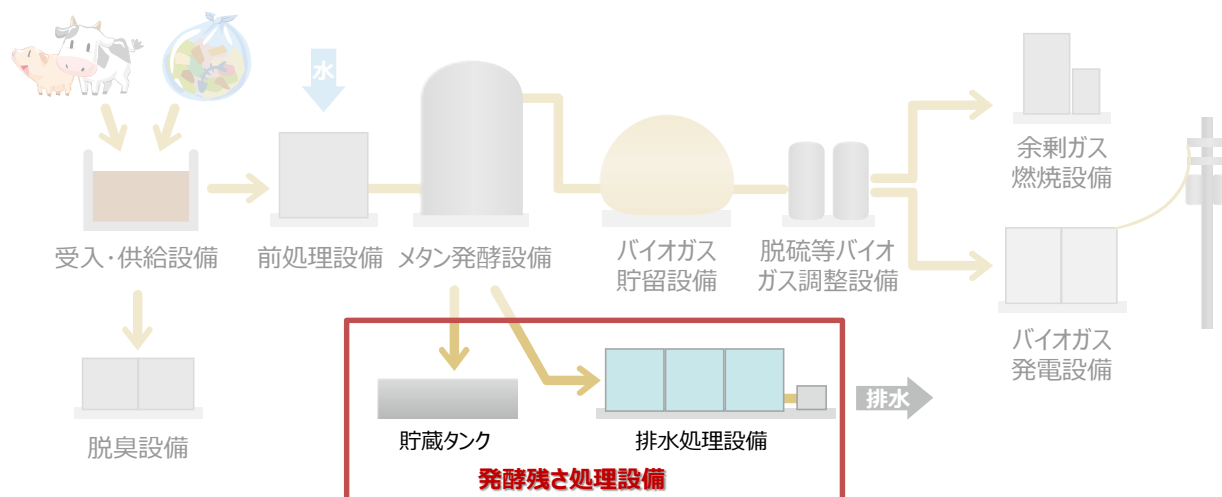 水
余剰ガス
燃焼設備
受入・供給設備
前処理設備
メタン発酵設備
バイオガス
貯留設備
脱硫等バイオ
ガス調整設備
バイオガス
発電設備
脱臭設備
貯蔵タンク
排水処理設備
排水
発酵残さ処理設備